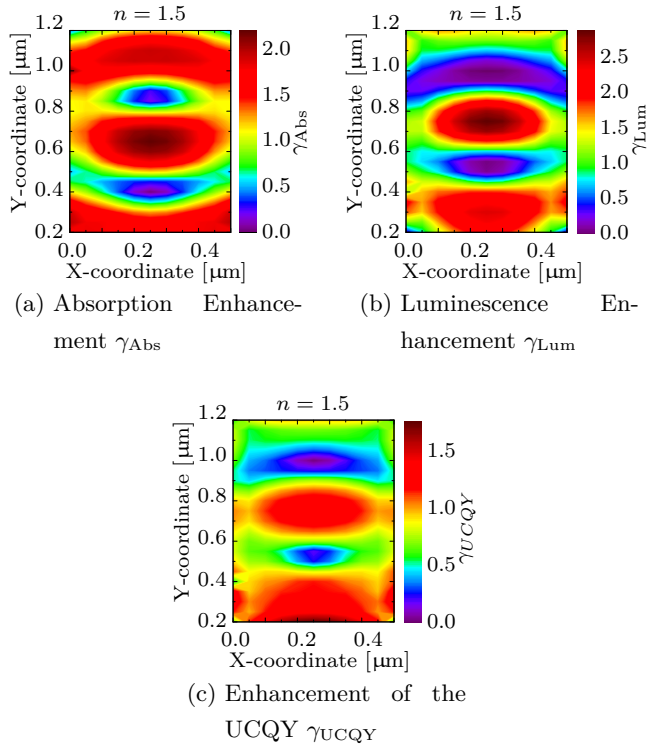 n = 1.5
n = 1.5
1.2
1.0
0.8
0.6
0.4
0.2
Y-coordinate [μm]
0.0 0.2 0.4
X-coordinate [μm]
2.0
1.5
1.0
0.5
0.0
γAbs
1.2
1.0
0.8
0.6
0.4
0.2
Y-coordinate [μm]
0.0 0.2 0.4
X-coordinate [μm]
2.5
2.0
1.5
1.0
0.5
0.0
γLum
(a) Absorption Enhance-
ment γAbs
(b) Luminescence En-
hancement γLum
n = 1.5
1.2
1.0
0.8
0.6
0.4
0.2
Y-coordinate [μm]
0.0 0.2 0.4
X-coordinate [μm]
1.5
1.0
0.5
0.0
γUCQY
(c) Enhancement of the
UCQY γUCQY